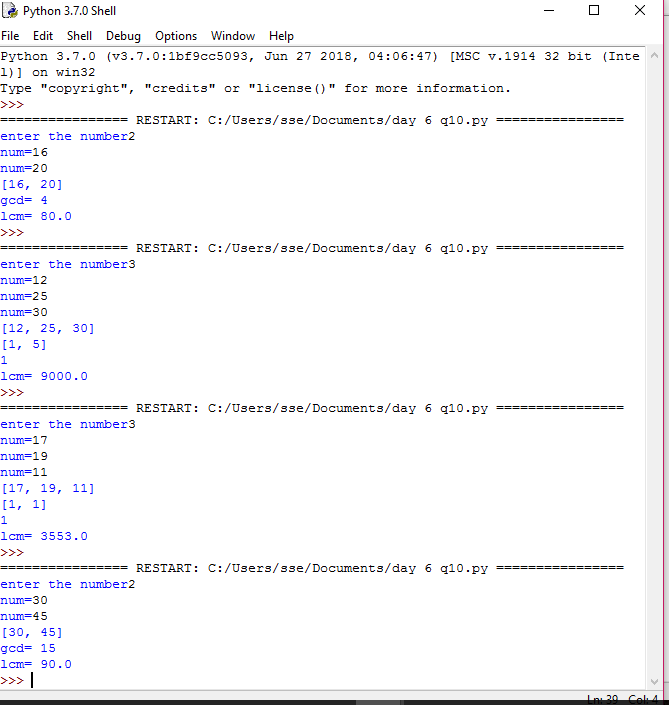 Python 3.7.0 Shell
File Edit Shell Debug Options Window Help
Python 3.7.0 (v3.7.0:1bf9cc5093, Jun 27 2018, 04:06:47) [MSC v.1914 32 bit (Inte
l)] on win32
Type "copyright", "credits" or "license()" for more information.
>>>
================ RESTART: C:/Users/sse/Documents/day 6 q10.py ================
enter the number2
num=16
num=20
[16, 20]
gcd= 4
lcm= 80.0
>>>
================ RESTART: C:/Users/sse/Documents/day 6 q10.py ================
enter the number3
num=12
num=25
num=30
[12, 25, 30]
[1, 5]
1
lcm= 9000.0
>>>
================ RESTART: C:/Users/sse/Documents/day 6 q10.py ================
enter the number3
num=17
num=19
num=11
[17, 19, 11]
[1, 1]
1
lcm= 3553.0
>>>
================ RESTART: C:/Users/sse/Documents/day 6 q10.py ================
enter the number2
num=30
num=45
[30, 45]
gcd= 15
lcm= 90.0
>>>
Ln: 39 Col: 4